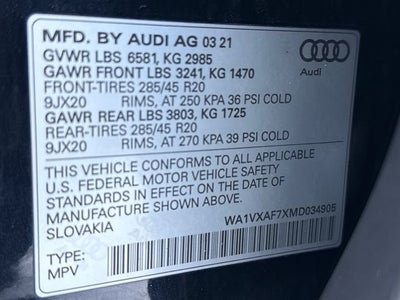 MFD. BY AUDI AG 03 21
GVWR LBS 6581, KG 2985
GAWR FRONT LBS 3241, KG 1470
FRONT-TIRES 285/45 R20
9JX20 RIMS, AT 250 KPA 36 PSI COLD
GAWR REAR LBS 3803, KG 1725
REAR-TIRES 285/45 R20
9JX20 RIMS, AT 270 KPA 39 PSI COLD
Audi
THIS VEHICLE CONFORMS TO ALL APPLICABLE
U.S. FEDERAL MOTOR VEHICLE SAFETY
STANDARDS IN EFFECT ON THE DATE OF
MANUFACTURE SHOWN ABOVE.
SLOVAKIA
WA1VXAF7XMD034905
TYPE:
MPV